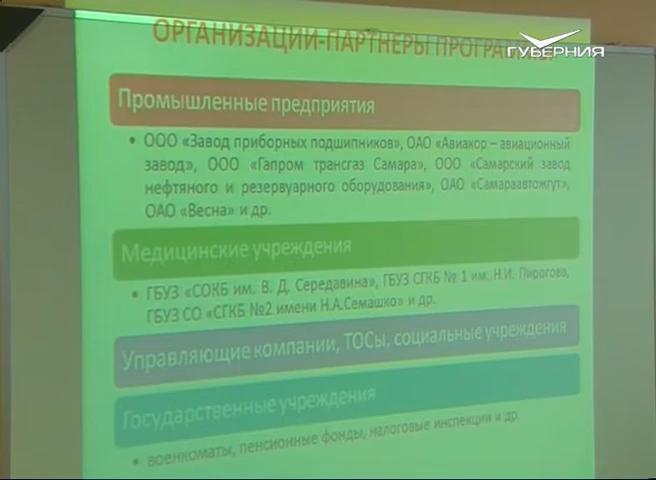 ГУБЕРНИЯ
ОРГАНИЗАЦИИ-ПАРТНЕРЫ
Промышленные предприятия
• ООО «Завод приборных подшипников», ОАО «Авиакор – авиационный
завод», ООО «Гапром трансгаз Самара», ООО «Самарский завод
нефтяного и резервуарного оборудования», ОАО «Самараавтожгут»,
ОАО «Весна» и др.
Медицинские учреждения
• ГБУЗ «СОКБ им. В. Д. Середавина», ГБУЗ СГКБ № 1 им. Н.И. Пирогова,
ГБУЗ СО «СГКБ №2 имени Н.А.Семашко» и др.
Управляющие компании, ТОСы, социальные учреждения
Государственные учреждения
• военкоматы, пенсионные фонды, налоговые инспекции и др.